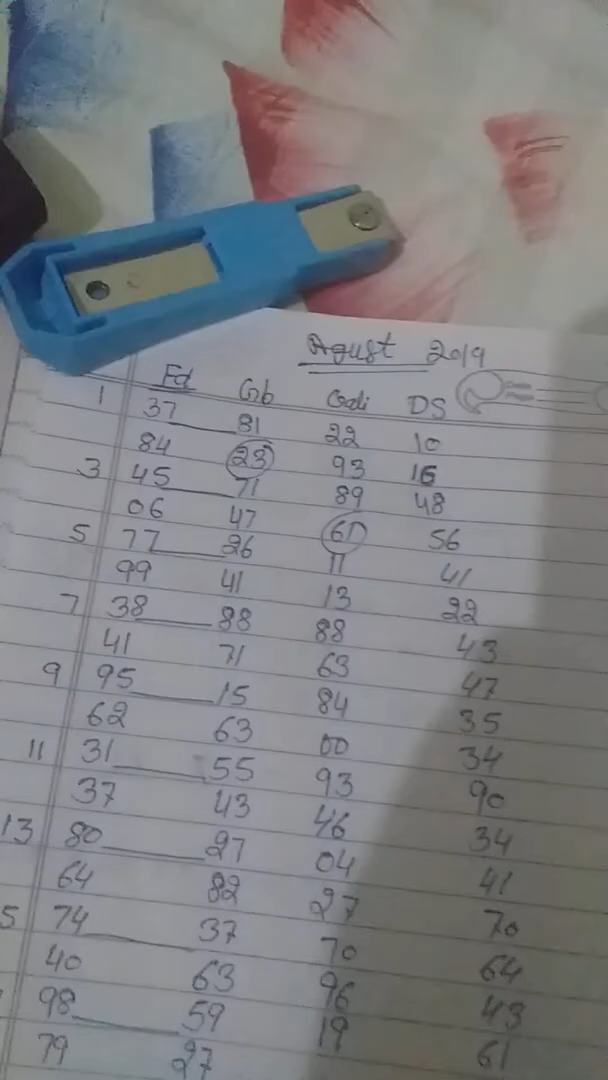 Agust 2019
Fd Gb Gali DS
1 37 81 22 10
84 23 93 16
3 45 71 89 48
06 47 61 56
5 77 26 11 41
99 41 13 22
7 38 88 88 43
41 71 63 47
9 95 15 84 35
62 63 00 34
11 31 55 93 90
37 43 46 34
13 80 27 04 41
64 82 27 70
5 74 37 70 64
40 63 96 43
98 59 19 61
79 27